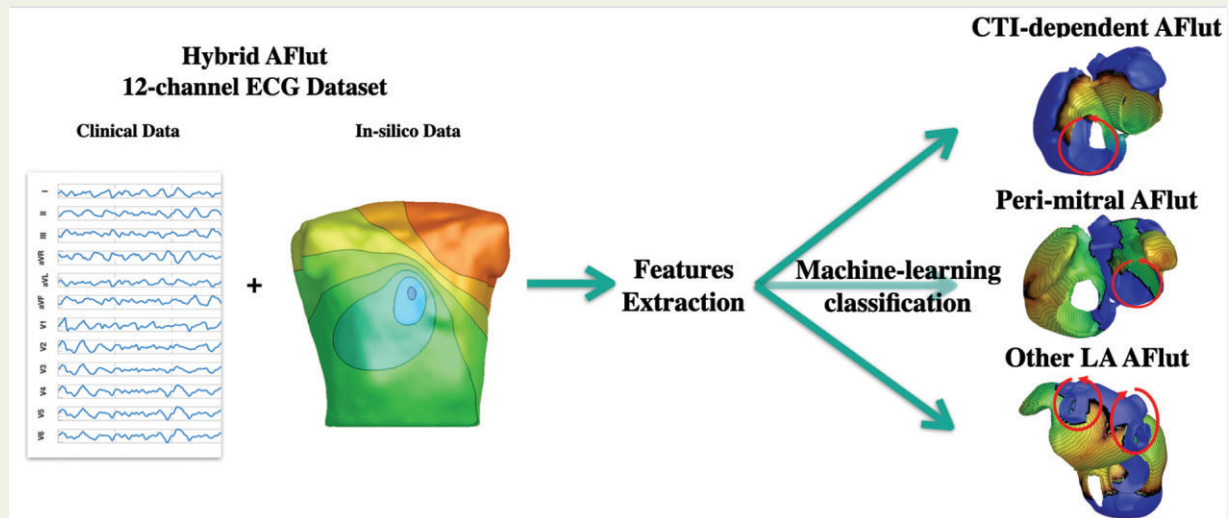 Hybrid AFlut
12-channel ECG Dataset
Clinical Data
In-silico Data
I
II
III
aVR
aVL
aVF
V1
V2
V3
V4
V5
V6
+
Features
Extraction
Machine-learning
classification
CTI-dependent AFlut
Peri-mitral AFlut
Other LA AFlut